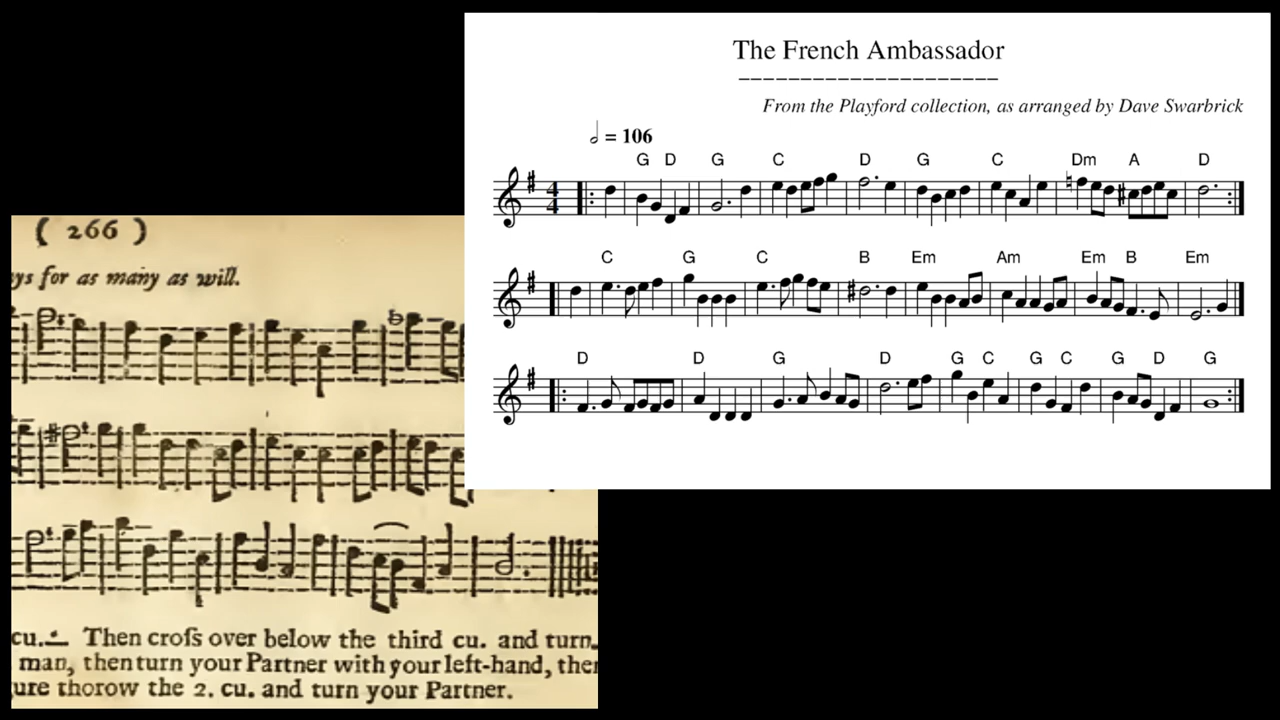 The French Ambassador
From the Playford collection, as arranged by Dave Swarbrick
= 106
G D G C D G C Dm A D
4
4
C G C B Em Am Em B Em
D D G D G C G C G D G
( 266 )
ys for as many as will.
cu. Then croſs over below the third cu. and turn
man, then turn your Partner with your left-hand, then
ure thorow the 2. cu. and turn your Partner.